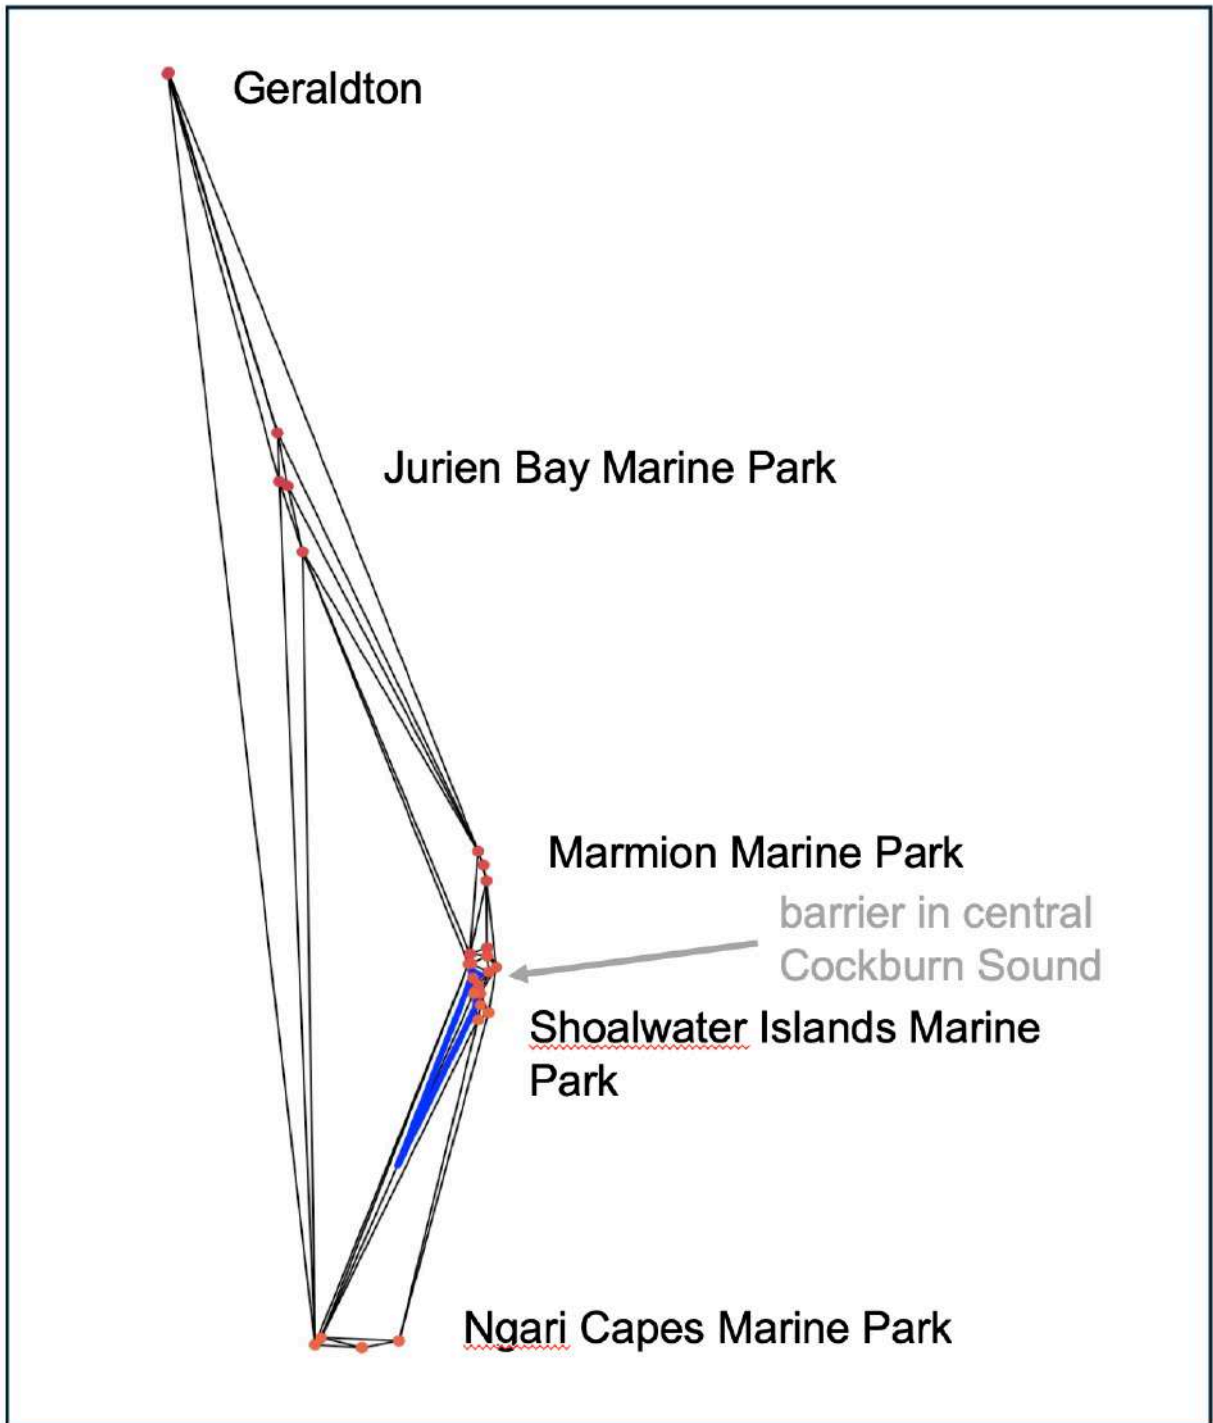 Geraldton
Jurien Bay Marine Park
Marmion Marine Park
barrier in central
Cockburn Sound
Shoalwater Islands Marine
Park
Ngari Capes Marine Park